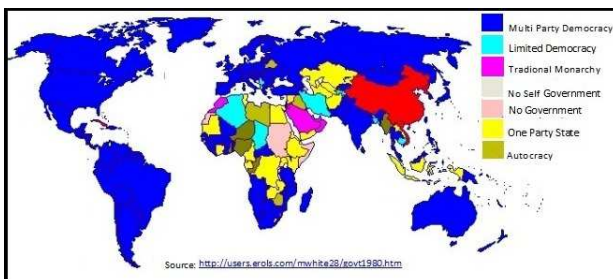 Multi Party Democracy
Limited Democracy
Tradional Monarchy
No Self Government
No Government
One Party State
Autocracy
Source: http://users.erols.com/mwhite28/govt1980.htm